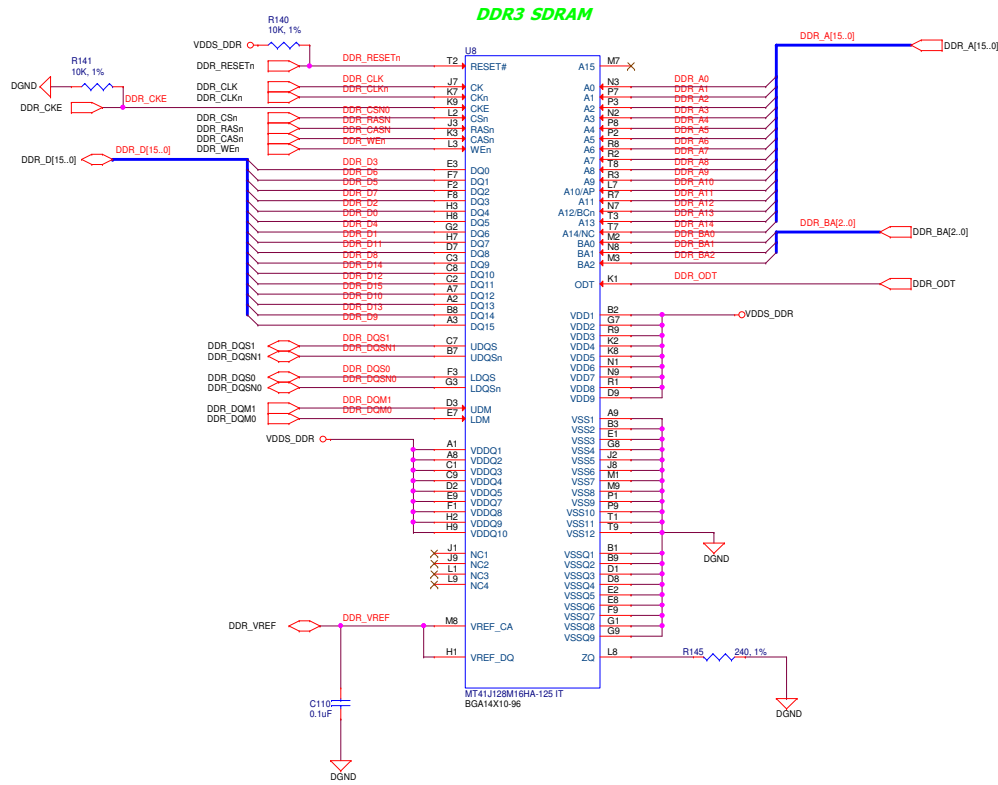 DDR3 SDRAM
R140
10K, 1%
VDDS_DDR
DDR_RESETn
DDR_RESETn
R141
10K, 1%
DGND
DDR_CKE
DDR_CKE
DDR_CLK
DDR_CLKn
DDR_CLK
DDR_CLKn
DDR_CSn
DDR_RASn
DDR_CASn
DDR_WEn
DDR_CSN0
DDR_RASN
DDR_CASN
DDR_WEn
DDR_D[15..0]
DDR_D[15..0]
DDR_D3
DDR_D6
DDR_D5
DDR_D7
DDR_D2
DDR_D0
DDR_D4
DDR_D1
DDR_D11
DDR_D8
DDR_D14
DDR_D12
DDR_D15
DDR_D10
DDR_D13
DDR_D9
DDR_DQS1
DDR_DQSN1
DDR_DQS1
DDR_DQSN1
DDR_DQS0
DDR_DQSN0
DDR_DQS0
DDR_DQSN0
DDR_DQM1
DDR_DQM0
DDR_DQM1
DDR_DQM0
VDDS_DDR
DDR_VREF
DDR_VREF
C110
0.1uF
DGND
U8
T2 RESET#
J7 CK
K7 CKn
K9 CKE
L2 CSn
J3 RASn
K3 CASn
L3 WEn
E3 DQ0
F7 DQ1
F2 DQ2
F8 DQ3
H3 DQ4
H8 DQ5
G2 DQ6
H7 DQ7
D7 DQ8
C3 DQ9
C8 DQ10
C2 DQ11
A7 DQ12
A2 DQ13
B8 DQ14
A3 DQ15
C7 UDQS
B7 UDQSn
F3 LDQS
G3 LDQSn
D3 UDM
E7 LDM
A1 VDDQ1
A8 VDDQ2
C1 VDDQ3
C9 VDDQ4
D2 VDDQ5
E9 VDDQ7
F1 VDDQ8
H2 VDDQ9
H9 VDDQ10
J1 NC1
J9 NC2
L1 NC3
L9 NC4
M8 VREF_CA
H1 VREF_DQ
MT41J128M16HA-125 IT
BGA14X10-96
A15 M7
A0 N3 DDR_A0
A1 P7 DDR_A1
A2 P3 DDR_A2
A3 N2 DDR_A3
A4 P8 DDR_A4
A5 P2 DDR_A5
A6 R8 DDR_A6
A7 R2 DDR_A7
A8 T8 DDR_A8
A9 R3 DDR_A9
A10/AP L7 DDR_A10
A11 R7 DDR_A11
A12/BCn N7 DDR_A12
A13 T3 DDR_A13
A14/NC T7 DDR_A14
BA0 M2 DDR_BA0
BA1 N8 DDR_BA1
BA2 M3 DDR_BA2
ODT K1 DDR_ODT
DDR_A[15..0]
DDR_A[15..0]
DDR_BA[2..0]
DDR_BA[2..0]
DDR_ODT
VDD1 B2
VDD2 G7
VDD3 R9
VDD4 K2
VDD5 K8
VDD6 N1
VDD7 N9
VDD8 R1
VDD9 D9
VDDS_DDR
VSS1 A9
VSS2 B3
VSS3 E1
VSS4 G8
VSS5 J2
VSS6 J8
VSS7 M1
VSS8 M9
VSS9 P1
VSS10 P9
VSS11 T1
VSS12 T9
DGND
VSSQ1 B1
VSSQ2 B9
VSSQ3 D1
VSSQ4 D8
VSSQ5 E2
VSSQ6 E8
VSSQ7 F9
VSSQ8 G1
VSSQ9 G9
ZQ L8
R145 240, 1%
DGND